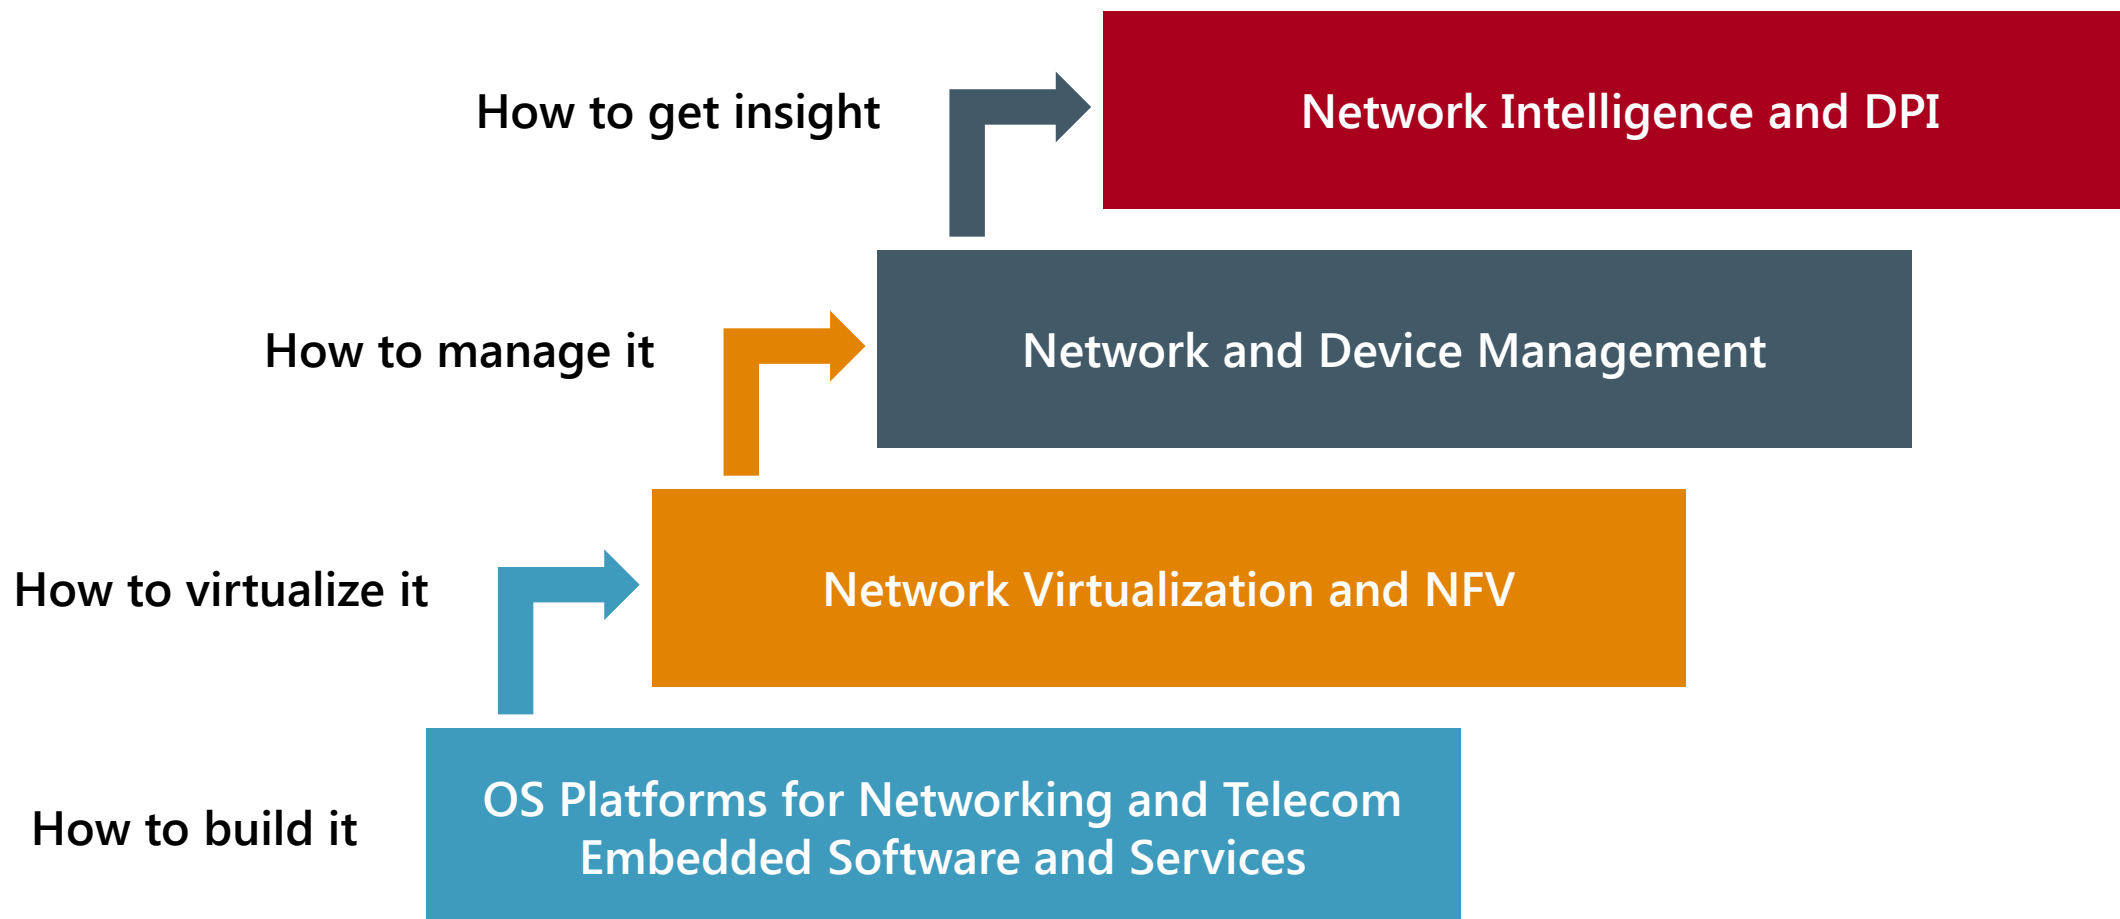 How to get insight
Network Intelligence and DPI
How to manage it
Network and Device Management
How to virtualize it
Network Virtualization and NFV
How to build it
OS Platforms for Networking and Telecom
Embedded Software and Services